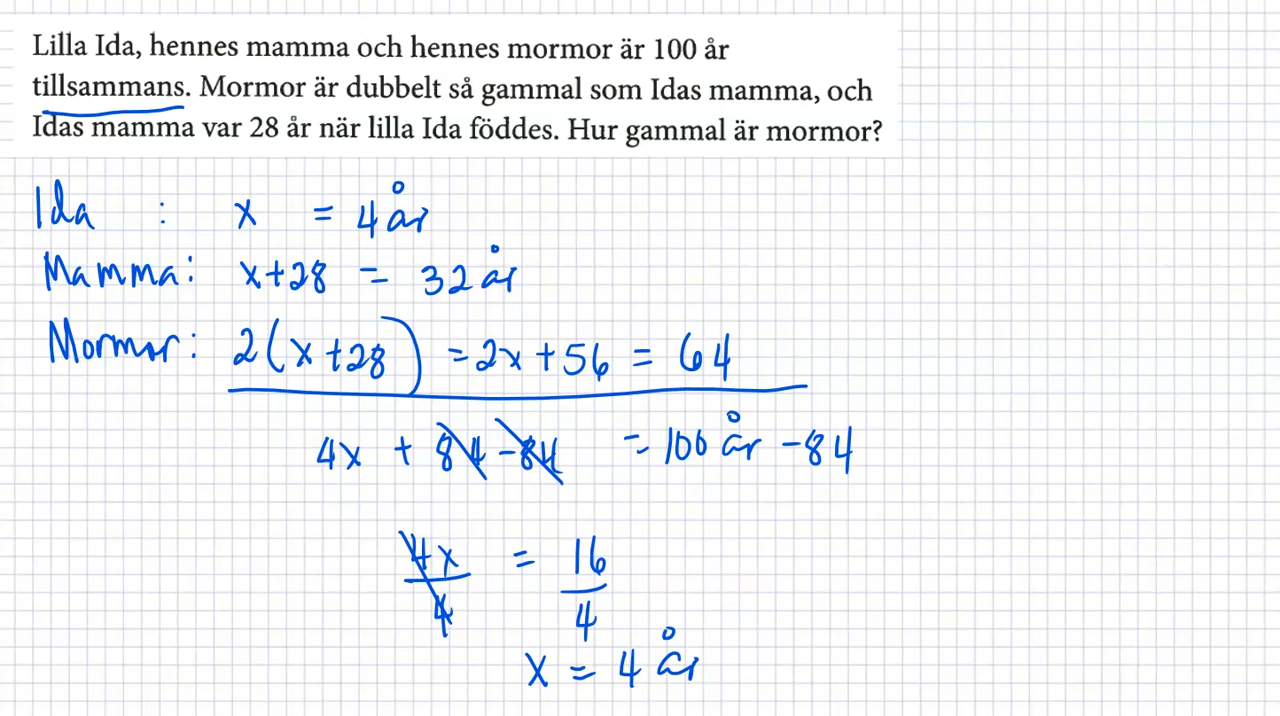 Lilla Ida, hennes mamma och hennes mormor är 100 år
tillsammans. Mormor är dubbelt så gammal som Idas mamma, och
Idas mamma var 28 år när lilla Ida föddes. Hur gammal är mormor?
Ida : x = 4 år
Mamma: x+28 = 32 år
Mormor: 2(x+28) = 2x+56 = 64
4x + 84 - 84 = 100 år - 84
4x/4 = 16/4
x = 4 år